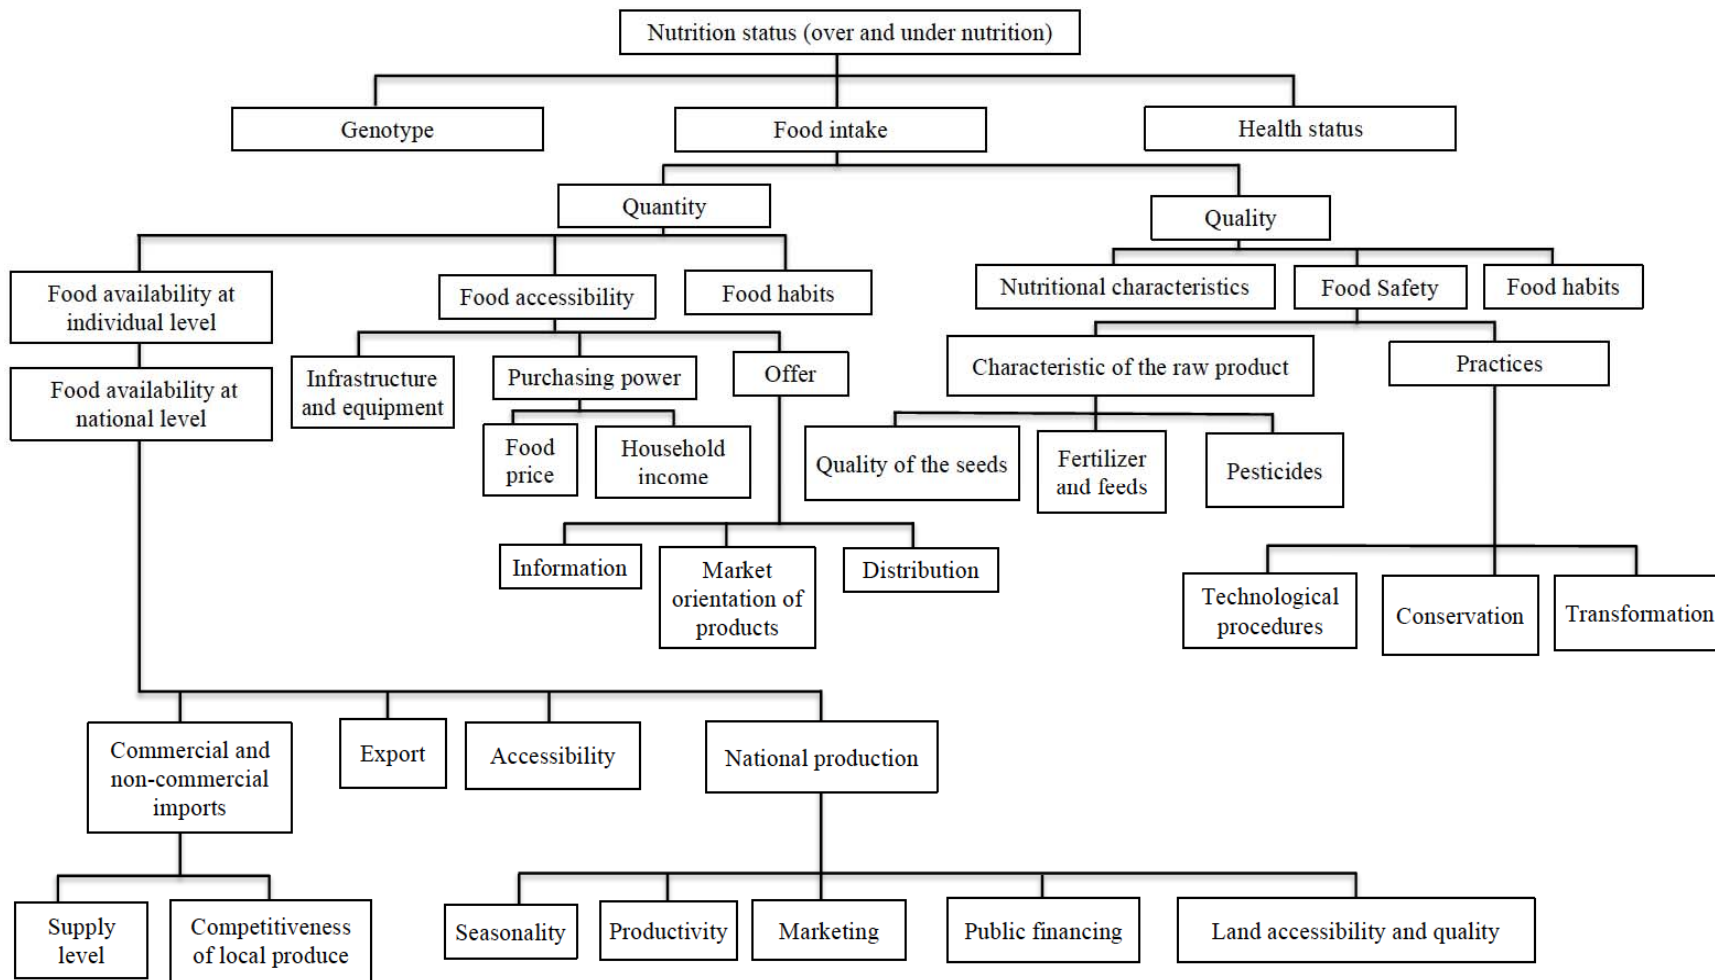 Nutrition status (over and under nutrition)
Genotype
Food intake
Health status
Quantity
Quality
Food availability at
individual level
Food accessibility
Food habits
Nutritional characteristics
Food Safety
Food habits
Food availability at
national level
Infrastructure
and equipment
Purchasing power
Offer
Characteristic of the raw product
Practices
Food
price
Household
income
Quality of the seeds
Fertilizer
and feeds
Pesticides
Information
Market
orientation of
products
Distribution
Technological
procedures
Conservation
Transformation
Commercial and
non-commercial
imports
Export
Accessibility
National production
Supply
level
Competitiveness
of local produce
Seasonality
Productivity
Marketing
Public financing
Land accessibility and quality